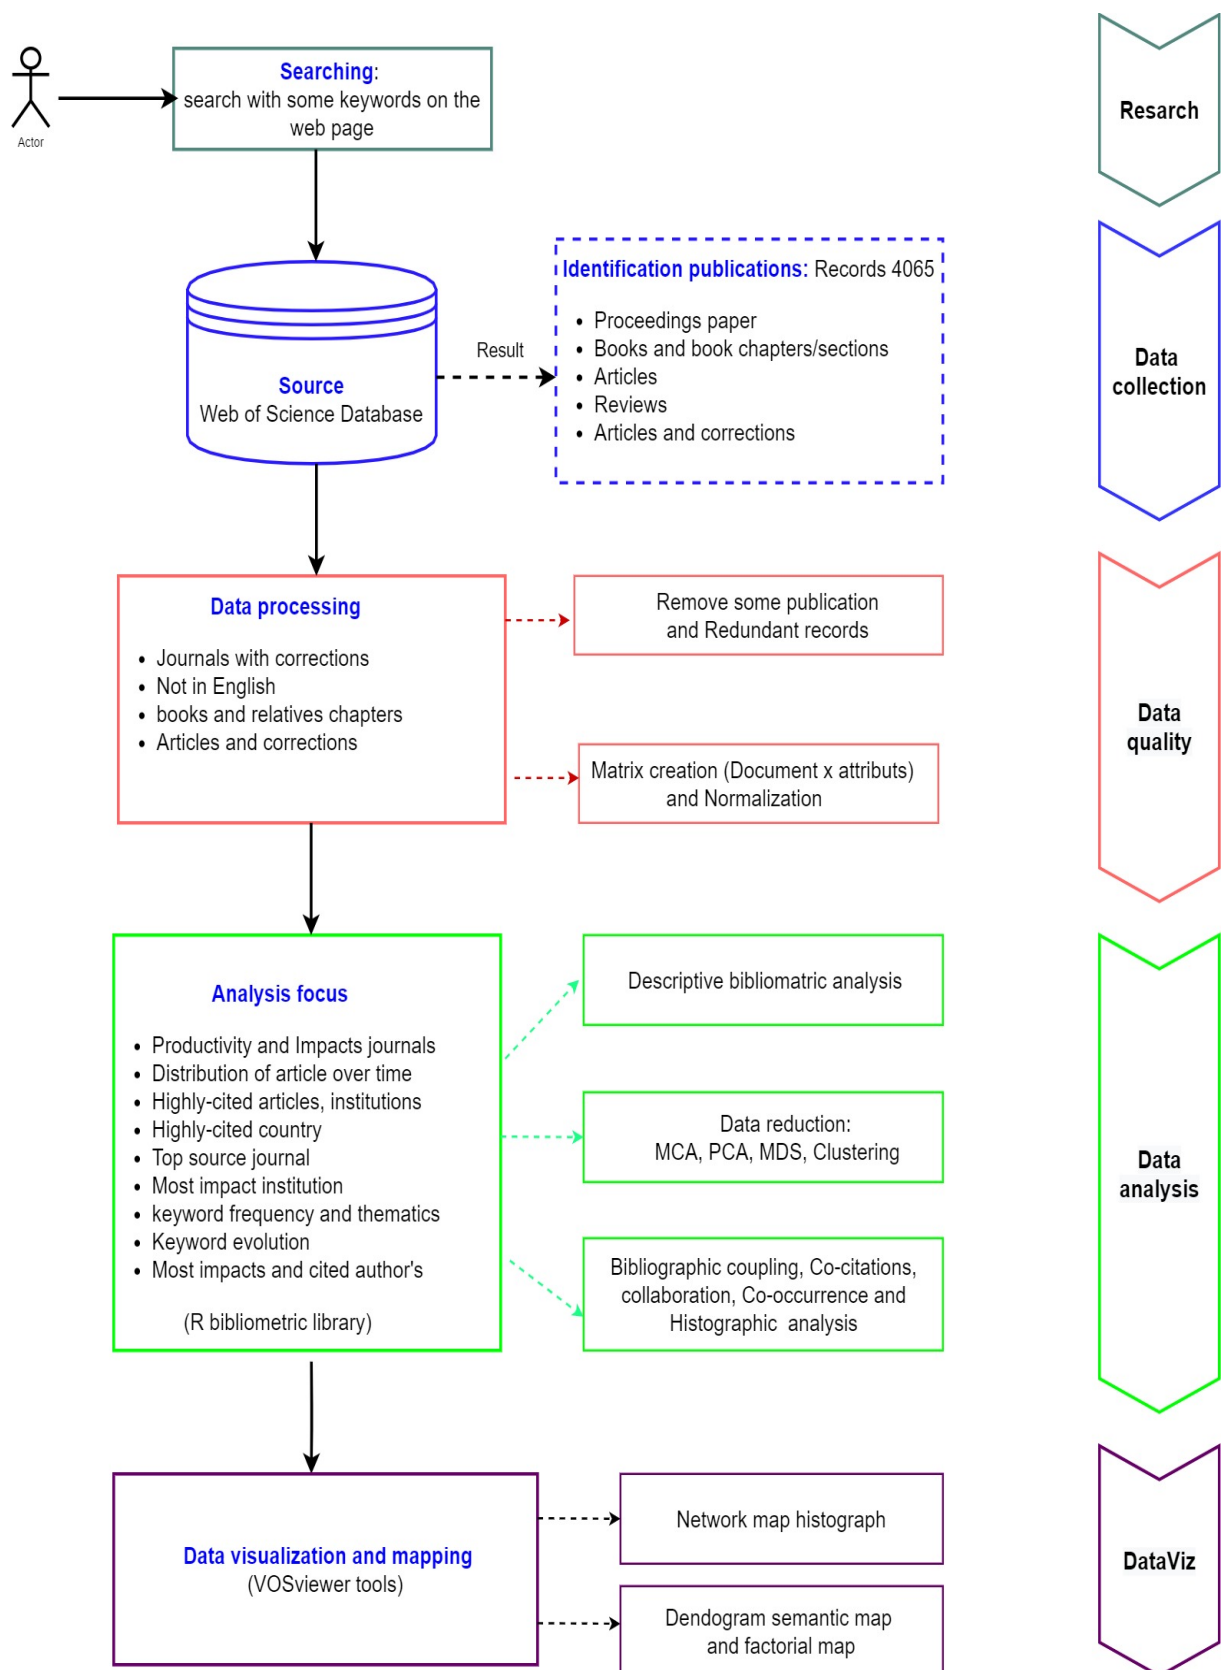 Searching:
search with some keywords on the
web page
Actor
Resarch
Identification publications: Records 4065
Proceedings paper
Books and book chapters/sections
Articles
Reviews
Articles and corrections
Result
Source
Web of Science Database
Data
collection
Data processing
Journals with corrections
Not in English
books and relatives chapters
Articles and corrections
Remove some publication
and Redundant records
Matrix creation (Document x attributs)
and Normalization
Data
quality
Analysis focus
Productivity and Impacts journals
Distribution of article over time
Highly-cited articles, institutions
Highly-cited country
Top source journal
Most impact institution
keyword frequency and thematics
Keyword evolution
Most impacts and cited author's
(R bibliometric library)
Descriptive bibliomatric analysis
Data reduction:
MCA, PCA, MDS, Clustering
Bibliographic coupling, Co-citations,
collaboration, Co-occurrence and
Histographic analysis
Data
analysis
Data visualization and mapping
(VOSviewer tools)
Network map histograph
Dendogram semantic map
and factorial map
DataViz